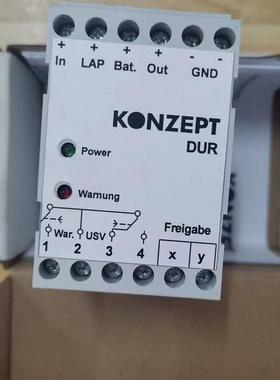 + + + + - -
In LAP Bat. Out GND
KONZEPT
DUR
Power
Warnung
Freigabe
War. USV
1 2 3 4 x y